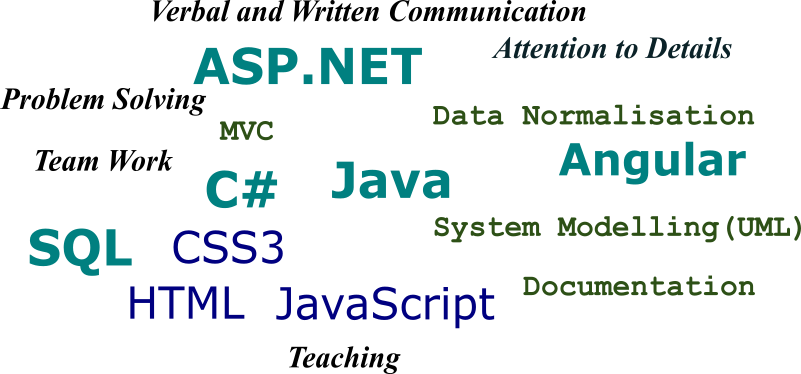 Verbal and Written Communication
Attention to Details
ASP.NET
Problem Solving
Data Normalisation
MVC
Team Work
Angular
C#
Java
System Modelling(UML)
SQL
CSS3
Documentation
HTML
JavaScript
Teaching